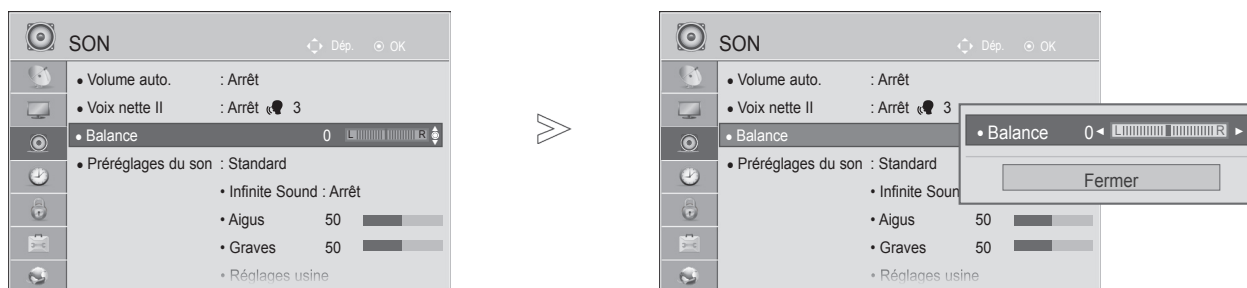 SON Dép. OK
• Volume auto. : Arrêt
• Voix nette II : Arrêt 3
• Balance 0 L R
• Préréglages du son : Standard
• Infinite Sound : Arrêt
• Aigus 50
• Graves 50
• Réglages usine
SON Dép. OK
• Volume auto. : Arrêt
• Voix nette II : Arrêt 3
• Balance
• Préréglages du son : Standard
• Infinite Soun
• Aigus 50
• Graves 50
• Réglages usine
• Balance 0 L R
Fermer